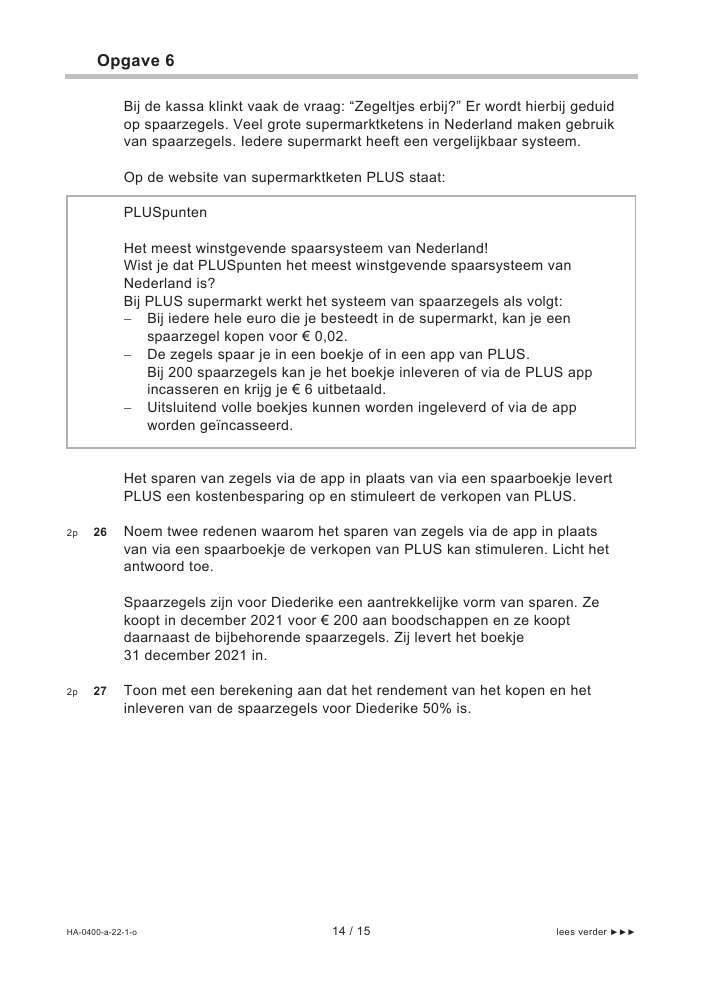 Opgave 6
Bij de kassa klinkt vaak de vraag: “Zegeltjes erbij?” Er wordt hierbij geduid
op spaarzegels. Veel grote supermarktketens in Nederland maken gebruik
van spaarzegels. Iedere supermarkt heeft een vergelijkbaar systeem.
Op de website van supermarktketen PLUS staat:
PLUSpunten
Het meest winstgevende spaarsysteem van Nederland!
Wist je dat PLUSpunten het meest winstgevende spaarsysteem van
Nederland is?
Bij PLUS supermarkt werkt het systeem van spaarzegels als volgt:
– Bij iedere hele euro die je besteedt in de supermarkt, kan je een
spaarzegel kopen voor € 0,02.
– De zegels spaar je in een boekje of in een app van PLUS.
Bij 200 spaarzegels kan je het boekje inleveren of via de PLUS app
incasseren en krijg je € 6 uitbetaald.
– Uitsluitend volle boekjes kunnen worden ingeleverd of via de app
worden geïncasseerd.
Het sparen van zegels via de app in plaats van via een spaarboekje levert
PLUS een kostenbesparing op en stimuleert de verkopen van PLUS.
2p 26 Noem twee redenen waarom het sparen van zegels via de app in plaats
van via een spaarboekje de verkopen van PLUS kan stimuleren. Licht het
antwoord toe.
Spaarzegels zijn voor Diederike een aantrekkelijke vorm van sparen. Ze
koopt in december 2021 voor € 200 aan boodschappen en ze koopt
daarnaast de bijbehorende spaarzegels. Zij levert het boekje
31 december 2021 in.
2p 27 Toon met een berekening aan dat het rendement van het kopen en het
inleveren van de spaarzegels voor Diederike 50% is.
HA-0400-a-22-1-o 14 / 15 lees verder ►►►